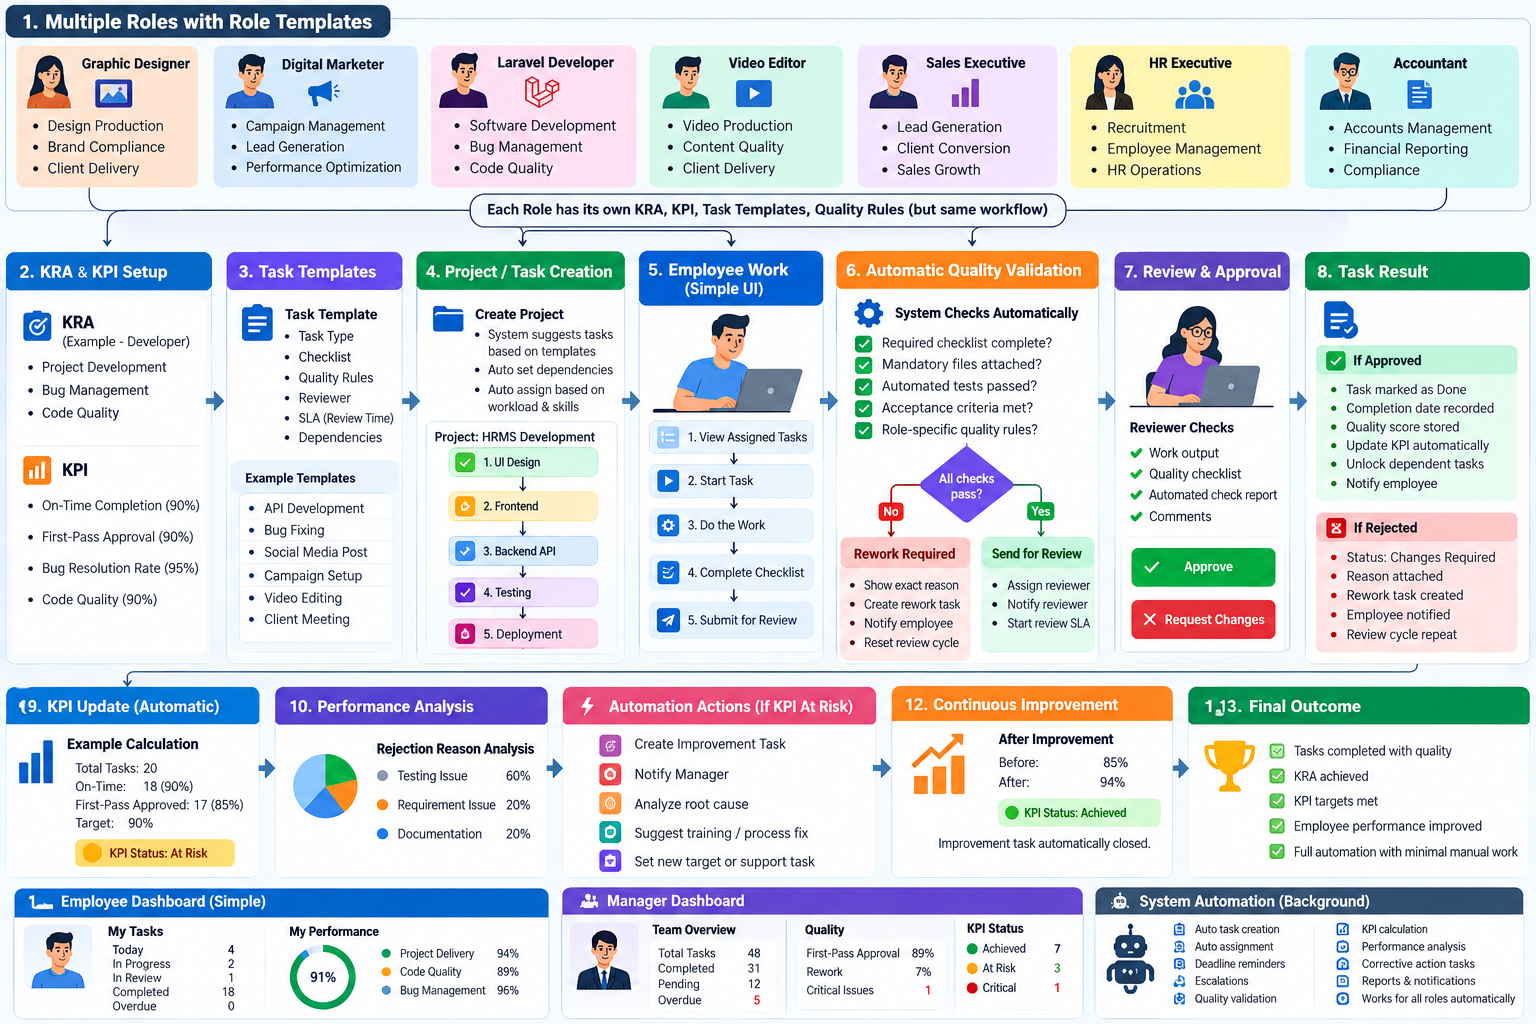 1. Multiple Roles with Role Templates
Graphic Designer
• Design Production
• Brand Compliance
• Client Delivery
Digital Marketer
• Campaign Management
• Lead Generation
• Performance Optimization
Laravel Developer
• Software Development
• Bug Management
• Code Quality
Video Editor
• Video Production
• Content Quality
• Client Delivery
Sales Executive
• Lead Generation
• Client Conversion
• Sales Growth
HR Executive
• Recruitment
• Employee Management
• HR Operations
Accountant
• Accounts Management
• Financial Reporting
• Compliance
Each Role has its own KRA, KPI, Task Templates, Quality Rules (but same workflow)
2. KRA & KPI Setup
KRA
(Example - Developer)
• Project Development
• Bug Management
• Code Quality
KPI
• On-Time Completion (90%)
• First-Pass Approval (90%)
• Bug Resolution Rate (95%)
• Code Quality (90%)
3. Task Templates
Task Template
• Task Type
• Checklist
• Quality Rules
• Reviewer
• SLA (Review Time)
• Dependencies
Example Templates
• API Development
• Bug Fixing
• Social Media Post
• Campaign Setup
• Video Editing
• Client Meeting
4. Project / Task Creation
Create Project
• System suggests tasks
based on templates
• Auto set dependencies
• Auto assign based on
workload & skills
Project: HRMS Development
1. UI Design
2. Frontend
3. Backend API
4. Testing
5. Deployment
5. Employee Work
(Simple UI)
1. View Assigned Tasks
2. Start Task
3. Do the Work
4. Complete Checklist
5. Submit for Review
6. Automatic Quality Validation
System Checks Automatically
Required checklist complete?
Mandatory files attached?
Automated tests passed?
Acceptance criteria met?
Role-specific quality rules?
All checks
pass?
No
Yes
Rework Required
• Show exact reason
• Create rework task
• Notify employee
• Reset review cycle
Send for Review
• Assign reviewer
• Notify reviewer
• Start review SLA
7. Review & Approval
Reviewer Checks
Work output
Quality checklist
Automated check report
Comments
Approve
Request Changes
8. Task Result
If Approved
• Task marked as Done
• Completion date recorded
• Quality score stored
• Update KPI automatically
• Unlock dependent tasks
• Notify employee
If Rejected
• Status: Changes Required
• Reason attached
• Rework task created
• Employee notified
• Review cycle repeat
9. KPI Update (Automatic)
Example Calculation
Total Tasks: 20
On-Time: 18 (90%)
First-Pass Approved: 17 (85%)
Target: 90%
KPI Status: At Risk
10. Performance Analysis
Rejection Reason Analysis
Testing Issue 60%
Requirement Issue 20%
Documentation 20%
Automation Actions (If KPI At Risk)
Create Improvement Task
Notify Manager
Analyze root cause
Suggest training / process fix
Set new target or support task
12. Continuous Improvement
After Improvement
Before: 85%
After: 94%
KPI Status: Achieved
Improvement task automatically closed.
13. Final Outcome
Tasks completed with quality
KRA achieved
KPI targets met
Employee performance improved
Full automation with minimal manual work
Employee Dashboard (Simple)
My Tasks
Today 4
In Progress 2
In Review 1
Completed 18
Overdue 0
My Performance
91%
Project Delivery 94%
Code Quality 89%
Bug Management 96%
Manager Dashboard
Team Overview
Total Tasks 48
Completed 31
Pending 12
Overdue 5
Quality
First-Pass Approval 89%
Rework 7%
Critical Issues 1
KPI Status
Achieved 7
At Risk 3
Critical 1
System Automation (Background)
Auto task creation
Auto assignment
Deadline reminders
Escalations
Quality validation
KPI calculation
Performance analysis
Corrective action tasks
Reports & notifications
Works for all roles automatically